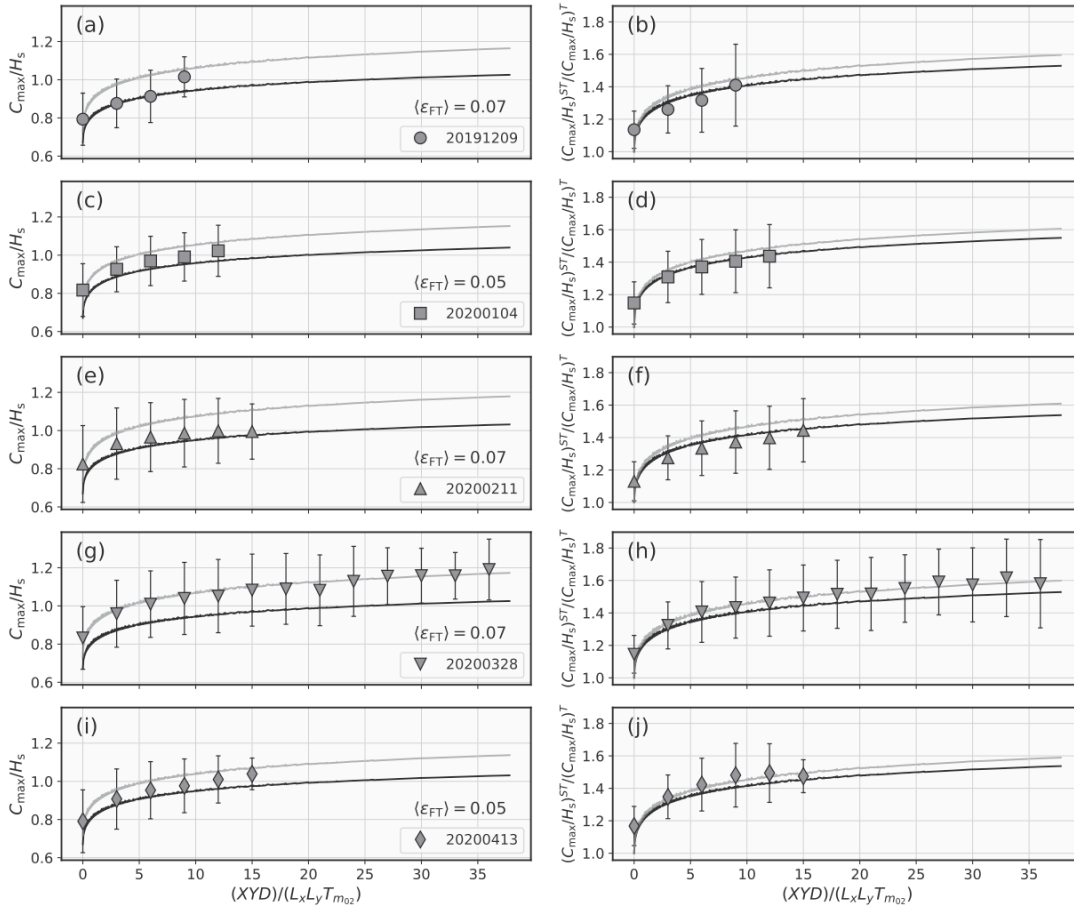 (a)
C_max/H_s
1.2
1.0
0.8
0.6
⟨ε_FT⟩ = 0.07
20191209
(b)
(C_max/H_s)^ST/(C_max/H_s)^T
1.8
1.6
1.4
1.2
1.0
(c)
C_max/H_s
1.2
1.0
0.8
0.6
⟨ε_FT⟩ = 0.05
20200104
(d)
(C_max/H_s)^ST/(C_max/H_s)^T
1.8
1.6
1.4
1.2
1.0
(e)
C_max/H_s
1.2
1.0
0.8
0.6
⟨ε_FT⟩ = 0.07
20200211
(f)
(C_max/H_s)^ST/(C_max/H_s)^T
1.8
1.6
1.4
1.2
1.0
(g)
C_max/H_s
1.2
1.0
0.8
0.6
⟨ε_FT⟩ = 0.07
20200328
(h)
(C_max/H_s)^ST/(C_max/H_s)^T
1.8
1.6
1.4
1.2
1.0
(i)
C_max/H_s
1.2
1.0
0.8
0.6
⟨ε_FT⟩ = 0.05
20200413
0 5 10 15 20 25 30 35
(XYD)/(L_xL_yT_m02)
(j)
(C_max/H_s)^ST/(C_max/H_s)^T
1.8
1.6
1.4
1.2
1.0
0 5 10 15 20 25 30 35
(XYD)/(L_xL_yT_m02)